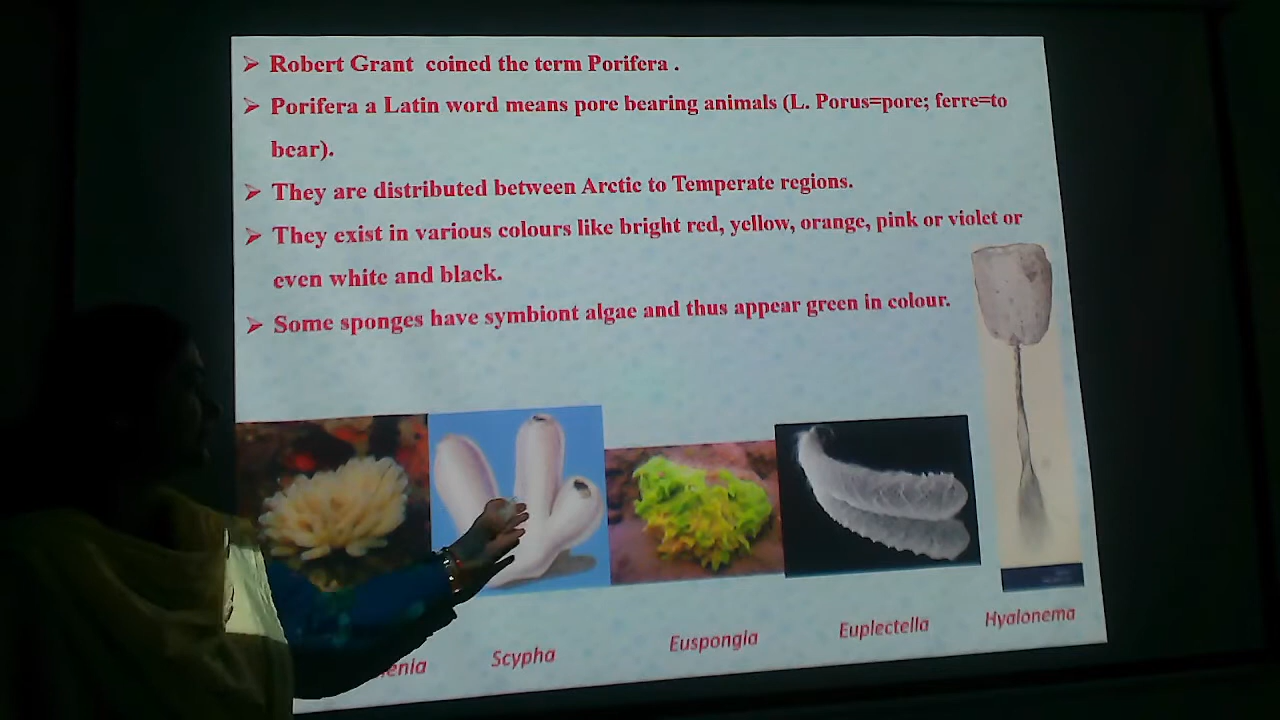 ➢ Robert Grant coined the term Porifera .
➢ Porifera a Latin word means pore bearing animals (L. Porus=pore; ferre=to
bear).
➢ They are distributed between Arctic to Temperate regions.
➢ They exist in various colours like bright red, yellow, orange, pink or violet or
even white and black.
➢ Some sponges have symbiont algae and thus appear green in colour.
enia Scypha Euspongia Euplectella Hyalonema